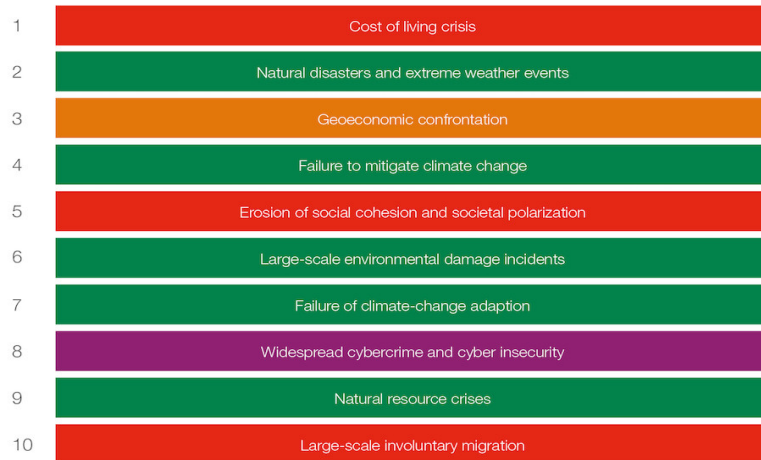 1 Cost of living crisis
2 Natural disasters and extreme weather events
3 Geoeconomic confrontation
4 Failure to mitigate climate change
5 Erosion of social cohesion and societal polarization
6 Large-scale environmental damage incidents
7 Failure of climate-change adaption
8 Widespread cybercrime and cyber insecurity
9 Natural resource crises
10 Large-scale involuntary migration